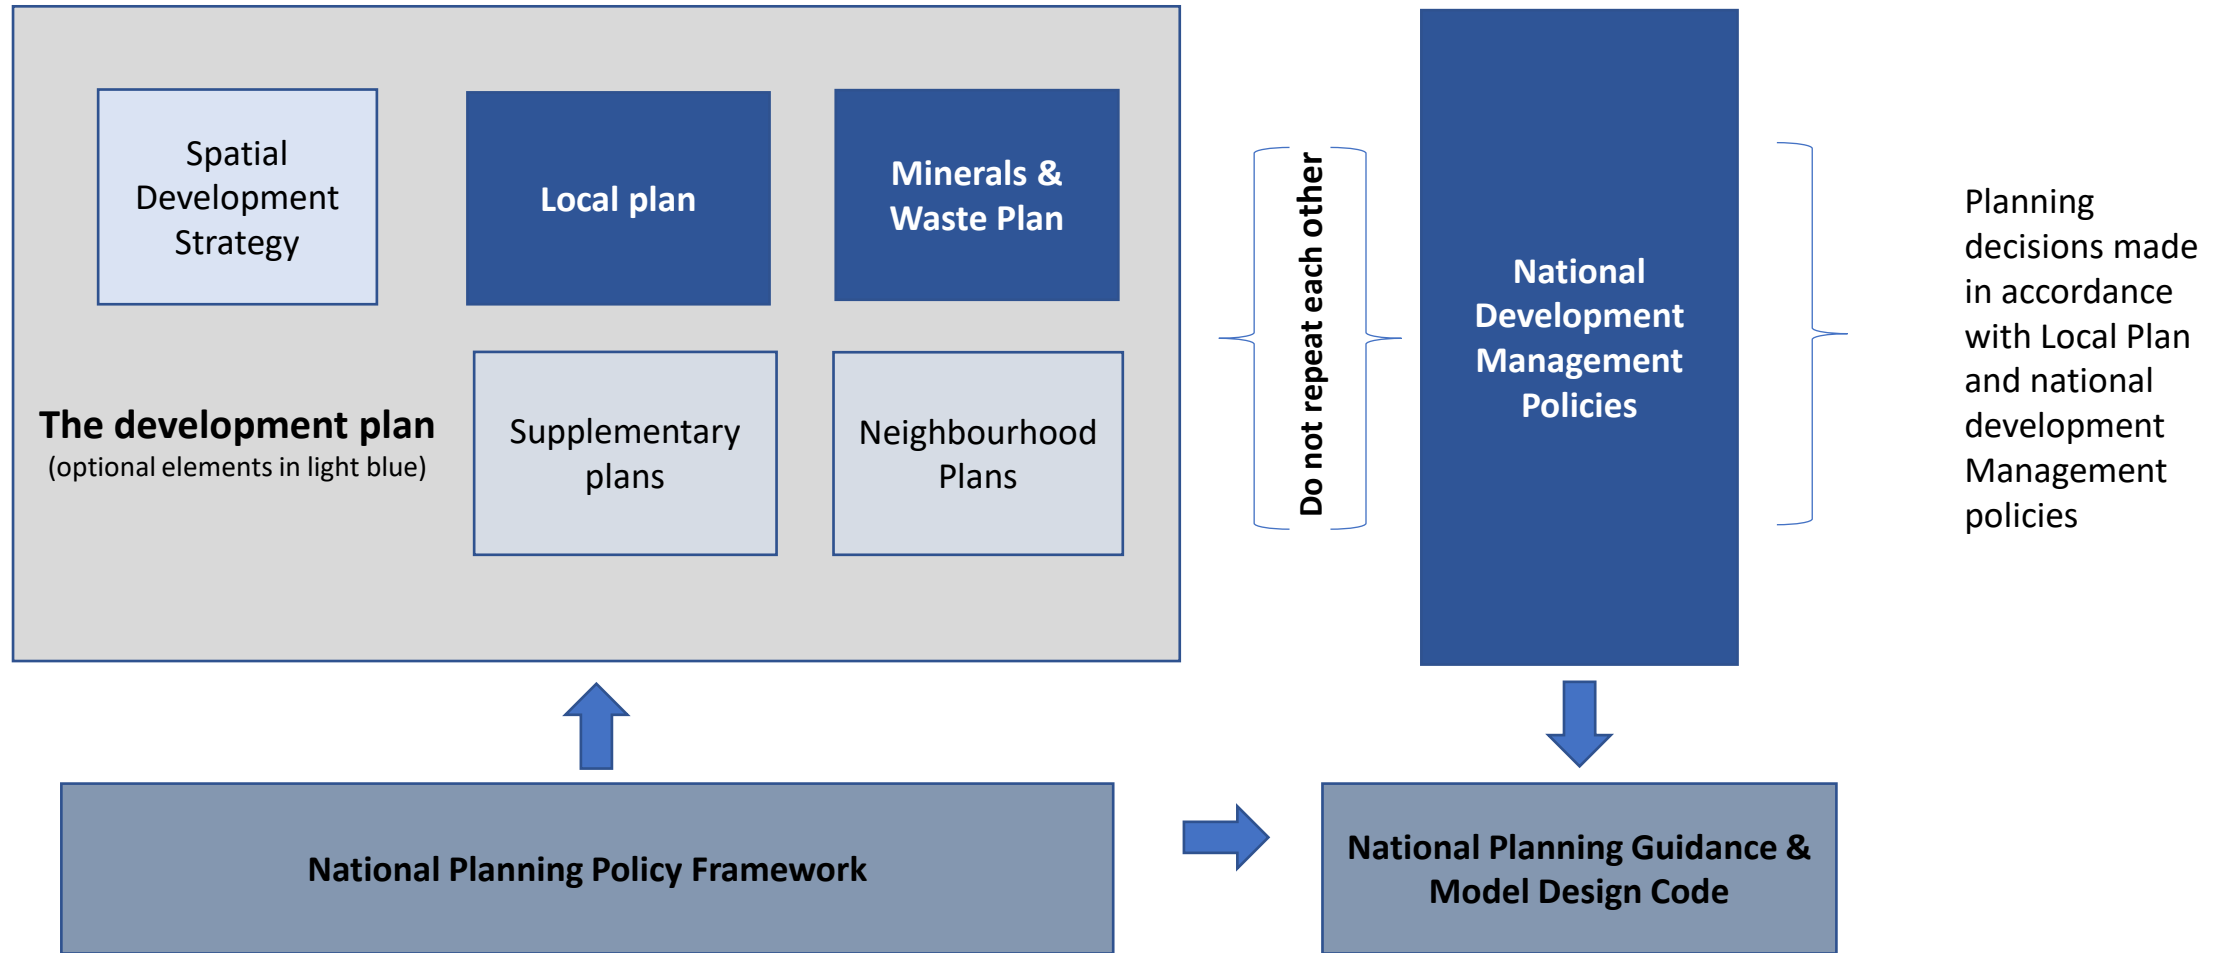 Spatial
Development
Strategy
Local plan
Minerals &
Waste Plan
The development plan
(optional elements in light blue)
Supplementary
plans
Neighbourhood
Plans
Do not repeat each other
National
Development
Management
Policies
Planning
decisions made
in accordance
with Local Plan
and national
development
Management
policies
National Planning Policy Framework
National Planning Guidance &
Model Design Code